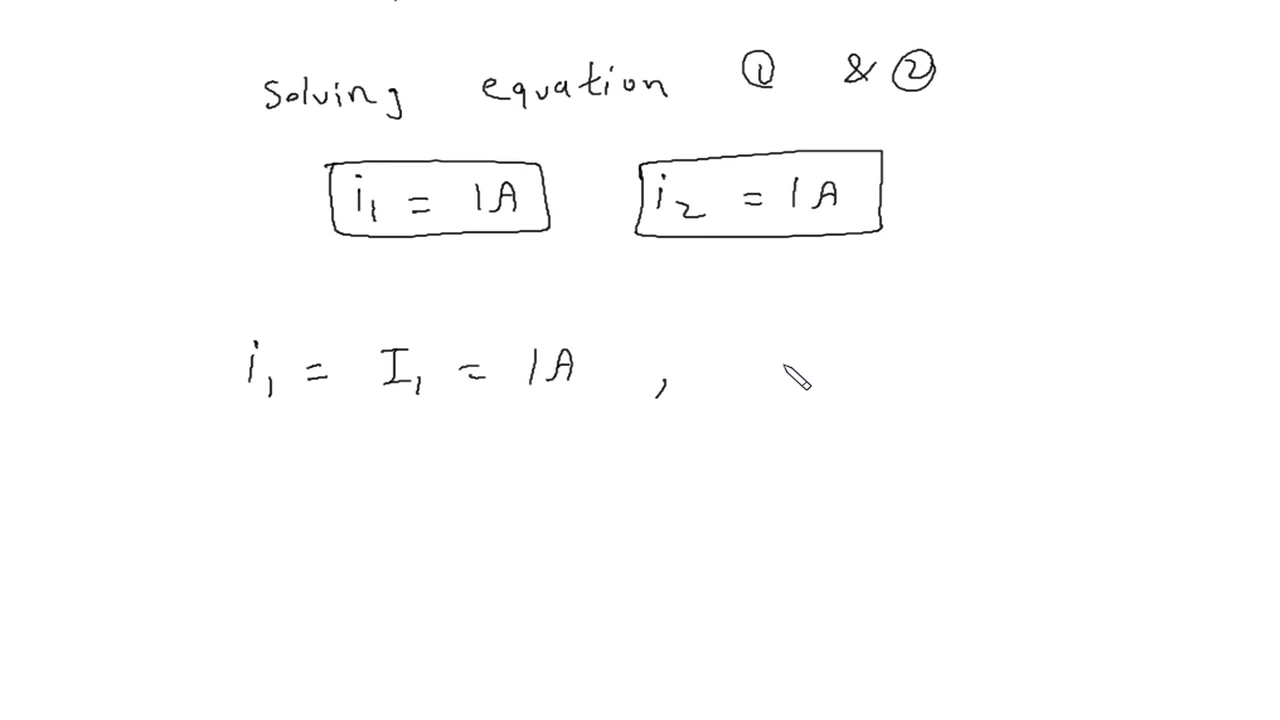 Solving equation ① & ②
i₁ = 1A i₂ = 1A
i₁ = I₁ = 1A ,